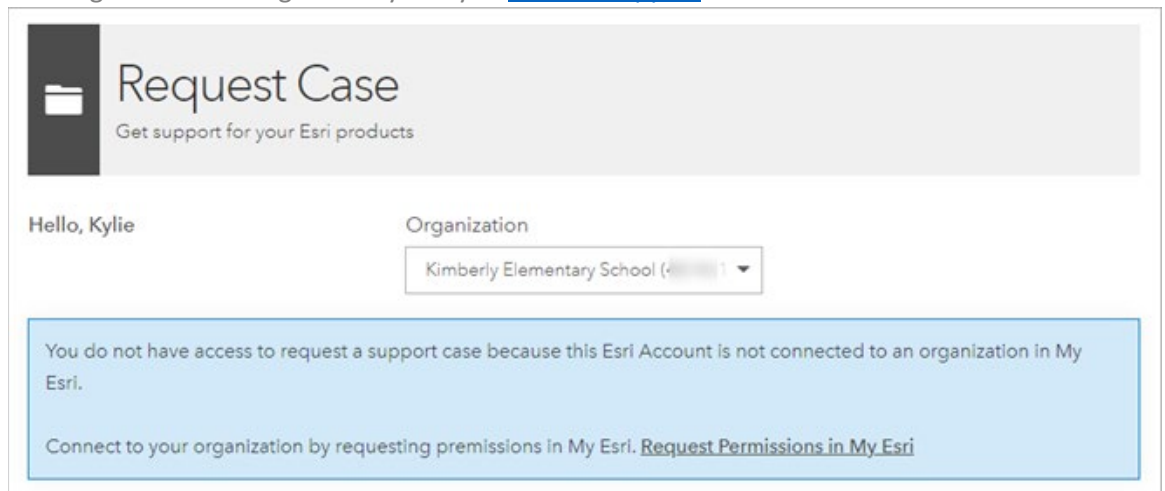 Request Case
Get support for your Esri products
Hello, Kylie
Organization
Kimberly Elementary School (
You do not have access to request a support case because this Esri Account is not connected to an organization in My
Esri.
Connect to your organization by requesting premissions in My Esri. Request Permissions in My Esri